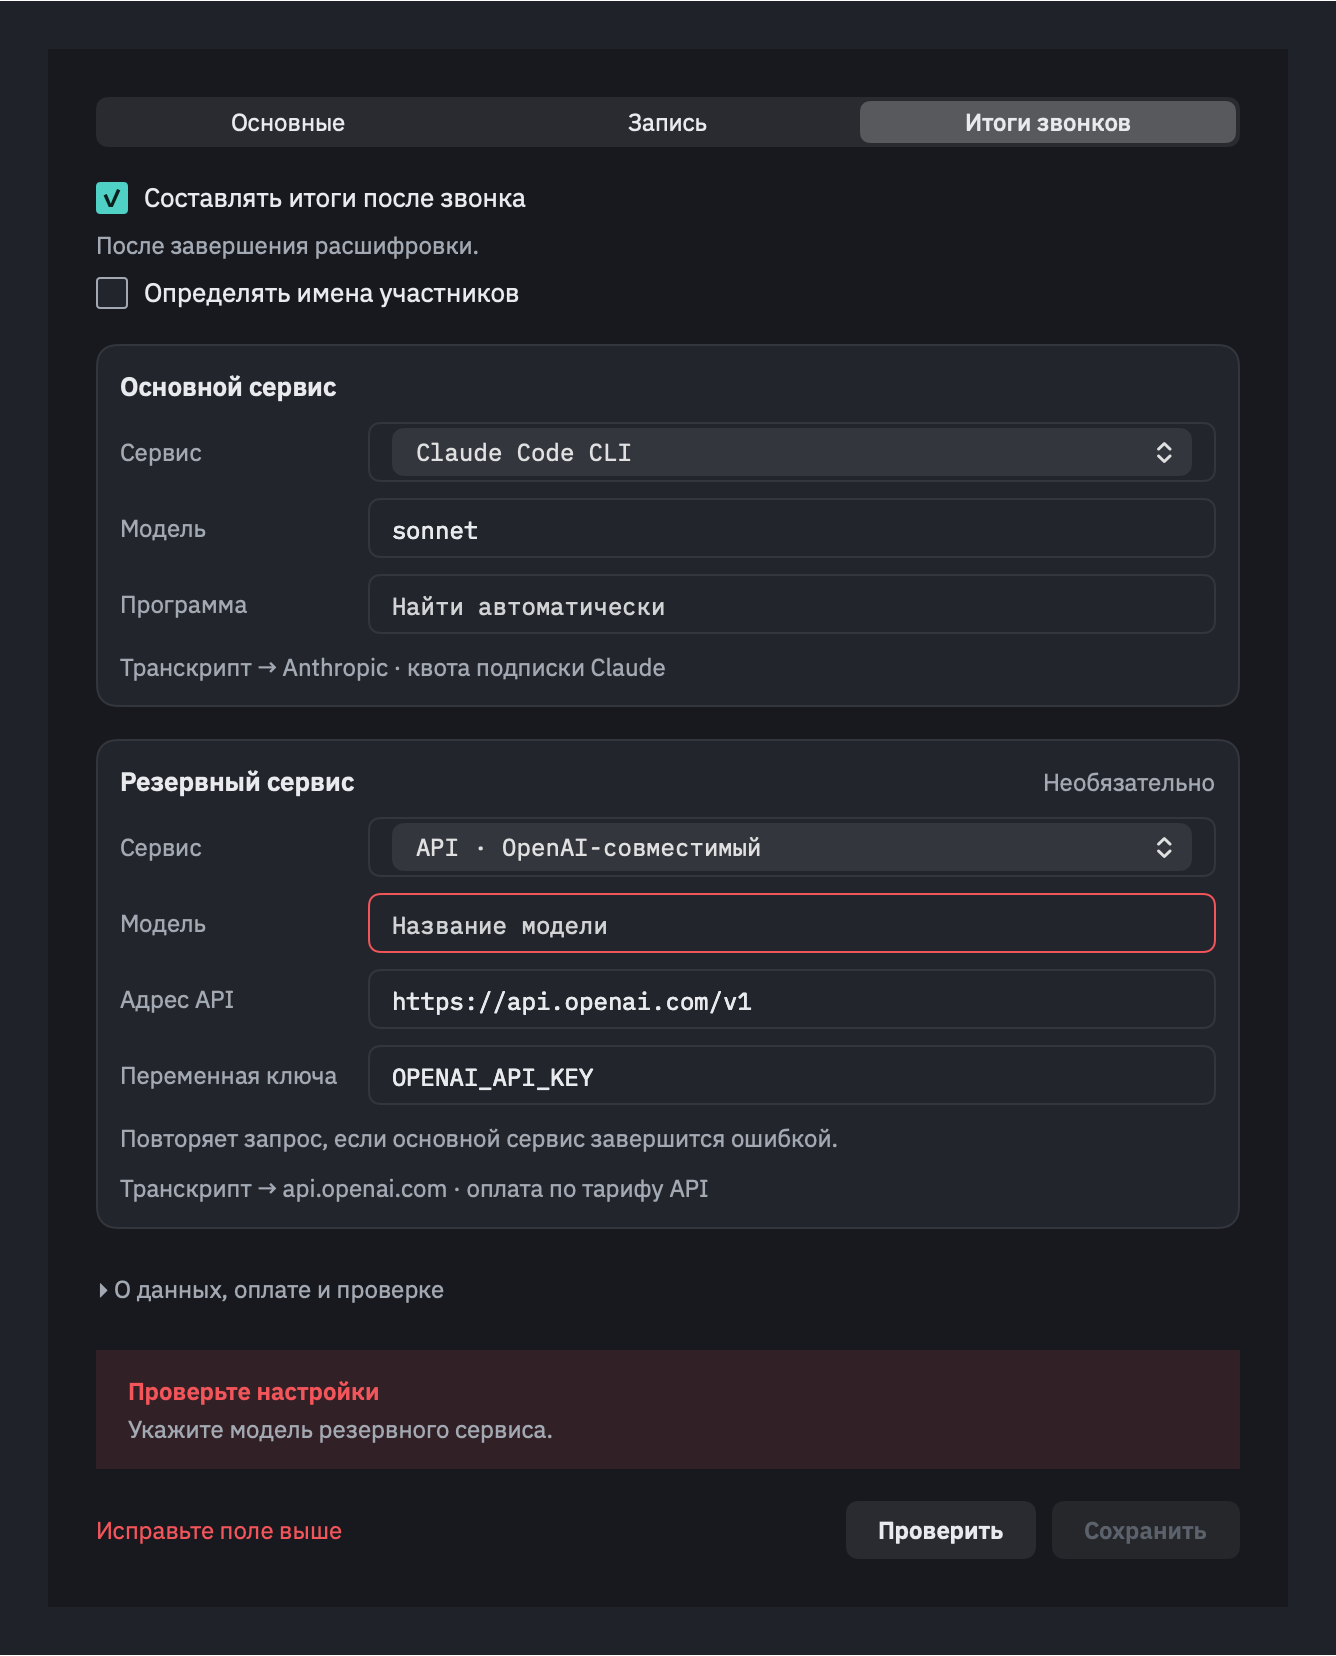 Основные
Запись
Итоги звонков
Составлять итоги после звонка
После завершения расшифровки.
Определять имена участников
Основной сервис
Сервис
Claude Code CLI
Модель
sonnet
Программа
Найти автоматически
Транскрипт → Anthropic · квота подписки Claude
Резервный сервис
Необязательно
Сервис
API · OpenAI-совместимый
Модель
Название модели
Адрес API
https://api.openai.com/v1
Переменная ключа
OPENAI_API_KEY
Повторяет запрос, если основной сервис завершится ошибкой.
Транскрипт → api.openai.com · оплата по тарифу API
О данных, оплате и проверке
Проверьте настройки
Укажите модель резервного сервиса.
Исправьте поле выше
Проверить
Сохранить